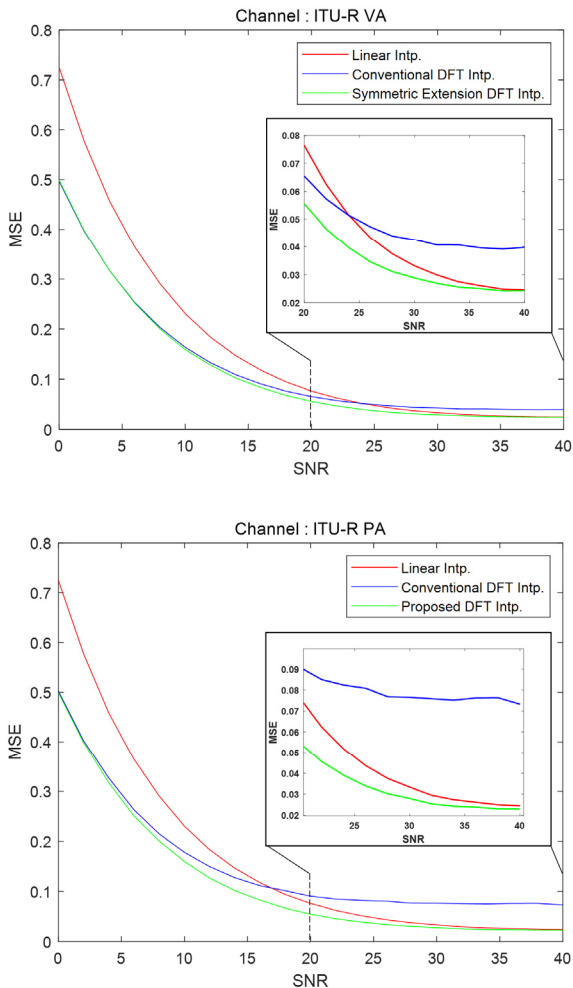 Channel : ITU-R VA
0.8
0.7
0.6
0.5
0.4
0.3
0.2
0.1
0
MSE
Linear Intp.
Conventional DFT Intp.
Symmetric Extension DFT Intp.
0.08
0.07
0.06
0.05
0.04
0.03
0.02
MSE
20 25 30 35 40
SNR
0 5 10 15 20 25 30 35 40
SNR
Channel : ITU-R PA
0.8
0.7
0.6
0.5
0.4
0.3
0.2
0.1
0
MSE
Linear Intp.
Conventional DFT Intp.
Proposed DFT Intp.
0.09
0.08
0.07
0.06
0.05
0.04
0.03
0.02
MSE
25 30 35 40
SNR
0 5 10 15 20 25 30 35 40
SNR